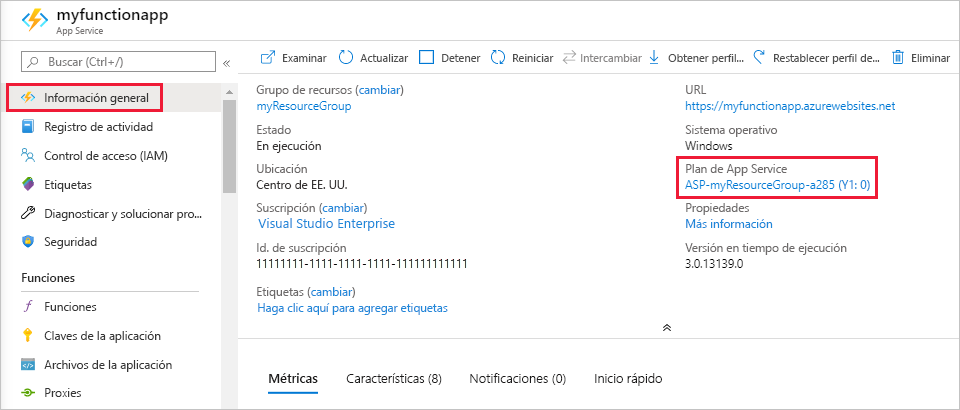 myfunctionapp
App Service
Buscar (Ctrl+/)
«
Información general
Registro de actividad
Control de acceso (IAM)
Etiquetas
Diagnosticar y solucionar pro...
Seguridad
Funciones
Funciones
Claves de la aplicación
Archivos de la aplicación
Proxies
Examinar
Actualizar
Detener
Reiniciar
Intercambiar
Obtener perfil...
Restablecer perfil de...
Eliminar
Grupo de recursos (cambiar)
myResourceGroup
Estado
En ejecución
Ubicación
Centro de EE. UU.
Suscripción (cambiar)
Visual Studio Enterprise
Id. de suscripción
11111111-1111-1111-1111-111111111111
Etiquetas (cambiar)
Haga clic aquí para agregar etiquetas
URL
https://myfunctionapp.azurewebsites.net
Sistema operativo
Windows
Plan de App Service
ASP-myResourceGroup-a285 (Y1: 0)
Propiedades
Más información
Versión en tiempo de ejecución
3.0.13139.0
Métricas
Características (8)
Notificaciones (0)
Inicio rápido